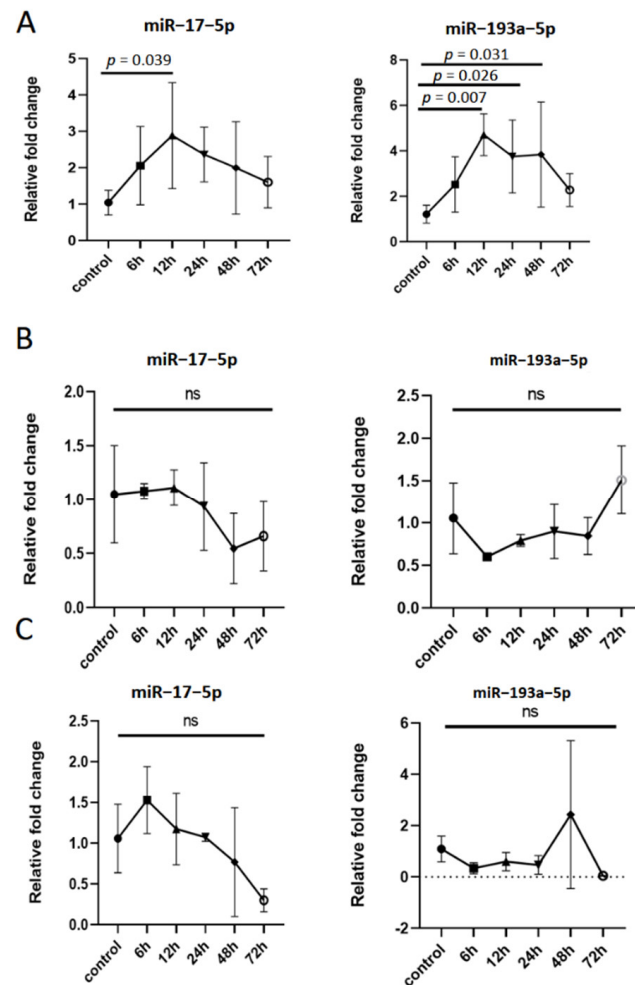 A
miR-17-5p
Relative fold change
5
4
3
2
1
0
p = 0.039
control
6h
12h
24h
48h
72h
miR-193a-5p
Relative fold change
8
6
4
2
0
p = 0.031
p = 0.026
p = 0.007
control
6h
12h
24h
48h
72h
B
miR-17-5p
Relative fold change
2.0
1.5
1.0
0.5
0.0
ns
control
6h
12h
24h
48h
72h
miR-193a-5p
Relative fold change
2.5
2.0
1.5
1.0
0.5
0.0
ns
control
6h
12h
24h
48h
72h
C
miR-17-5p
Relative fold change
2.5
2.0
1.5
1.0
0.5
0.0
ns
control
6h
12h
24h
48h
72h
miR-193a-5p
Relative fold change
6
4
2
0
-2
ns
control
6h
12h
24h
48h
72h